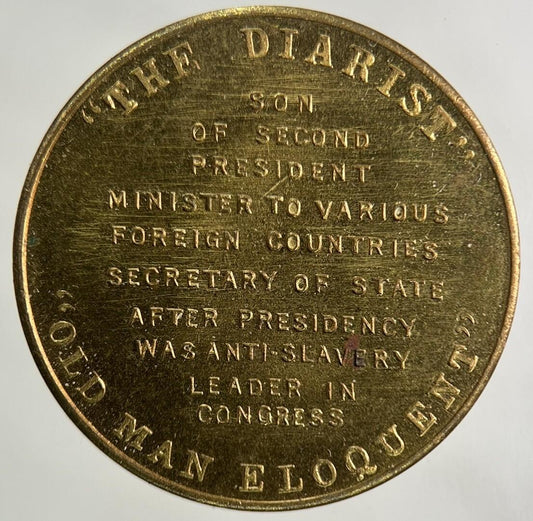 "THE DIARIST"
SON
OF SECOND
PRESIDENT
MINISTER TO VARIOUS
FOREIGN COUNTRIES
SECRETARY OF STATE
AFTER PRESIDENCY
WAS ANTI-SLAVERY
LEADER IN
CONGRESS
"OLD MAN ELOQUENT"